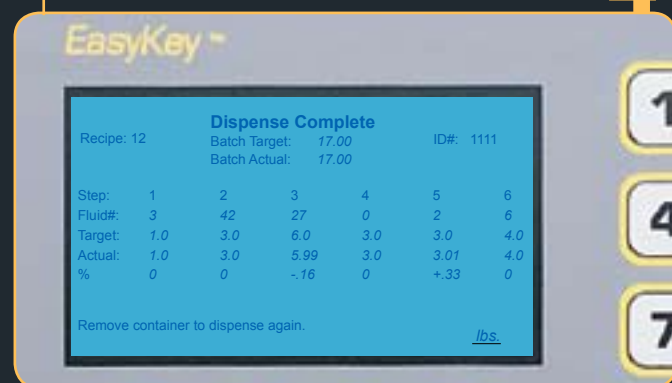 EasyKey ™
Dispense Complete
Recipe: 12
Batch Target: 17.00
ID#: 1111
Batch Actual: 17.00
Step: 1 2 3 4 5 6
Fluid#: 3 42 27 0 2 6
Target: 1.0 3.0 6.0 3.0 3.0 4.0
Actual: 1.0 3.0 5.99 3.0 3.01 4.0
% 0 0 -.16 0 +.33 0
Remove container to dispense again.
lbs.
1
4
7